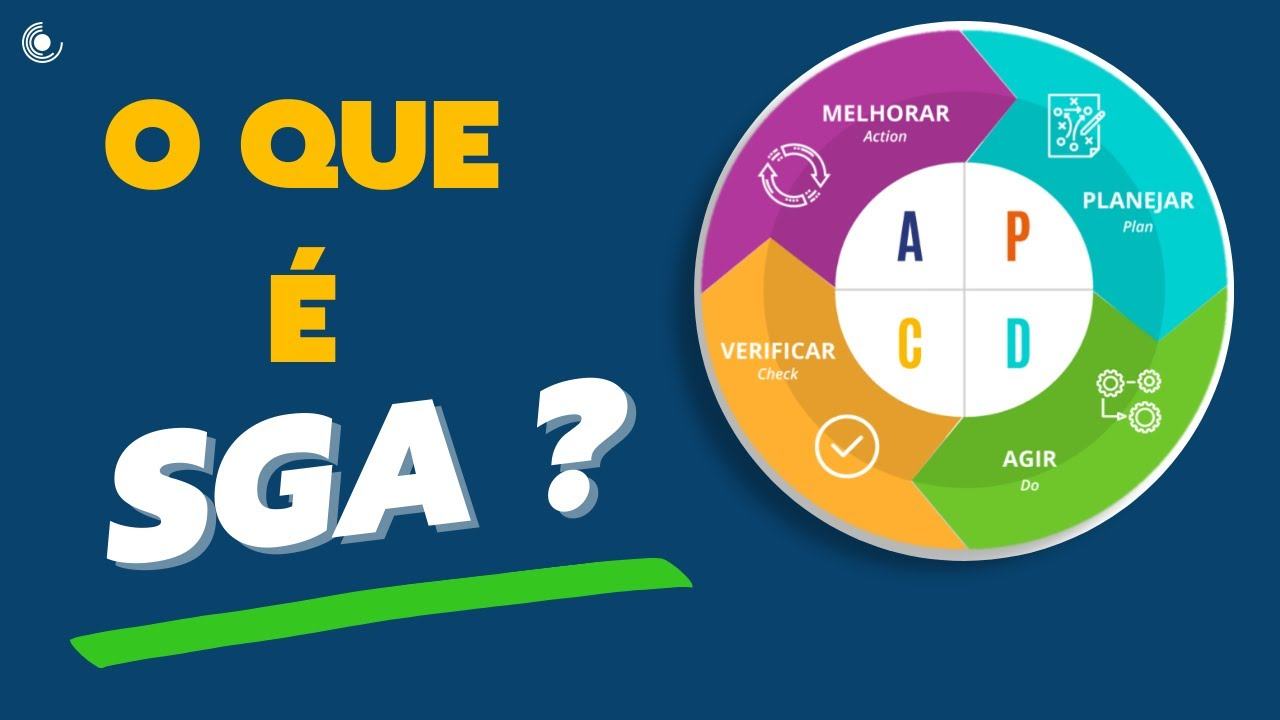 O QUE
É
SGA ?
MELHORAR
Action
PLANEJAR
Plan
A
P
C
D
VERIFICAR
Check
AGIR
Do